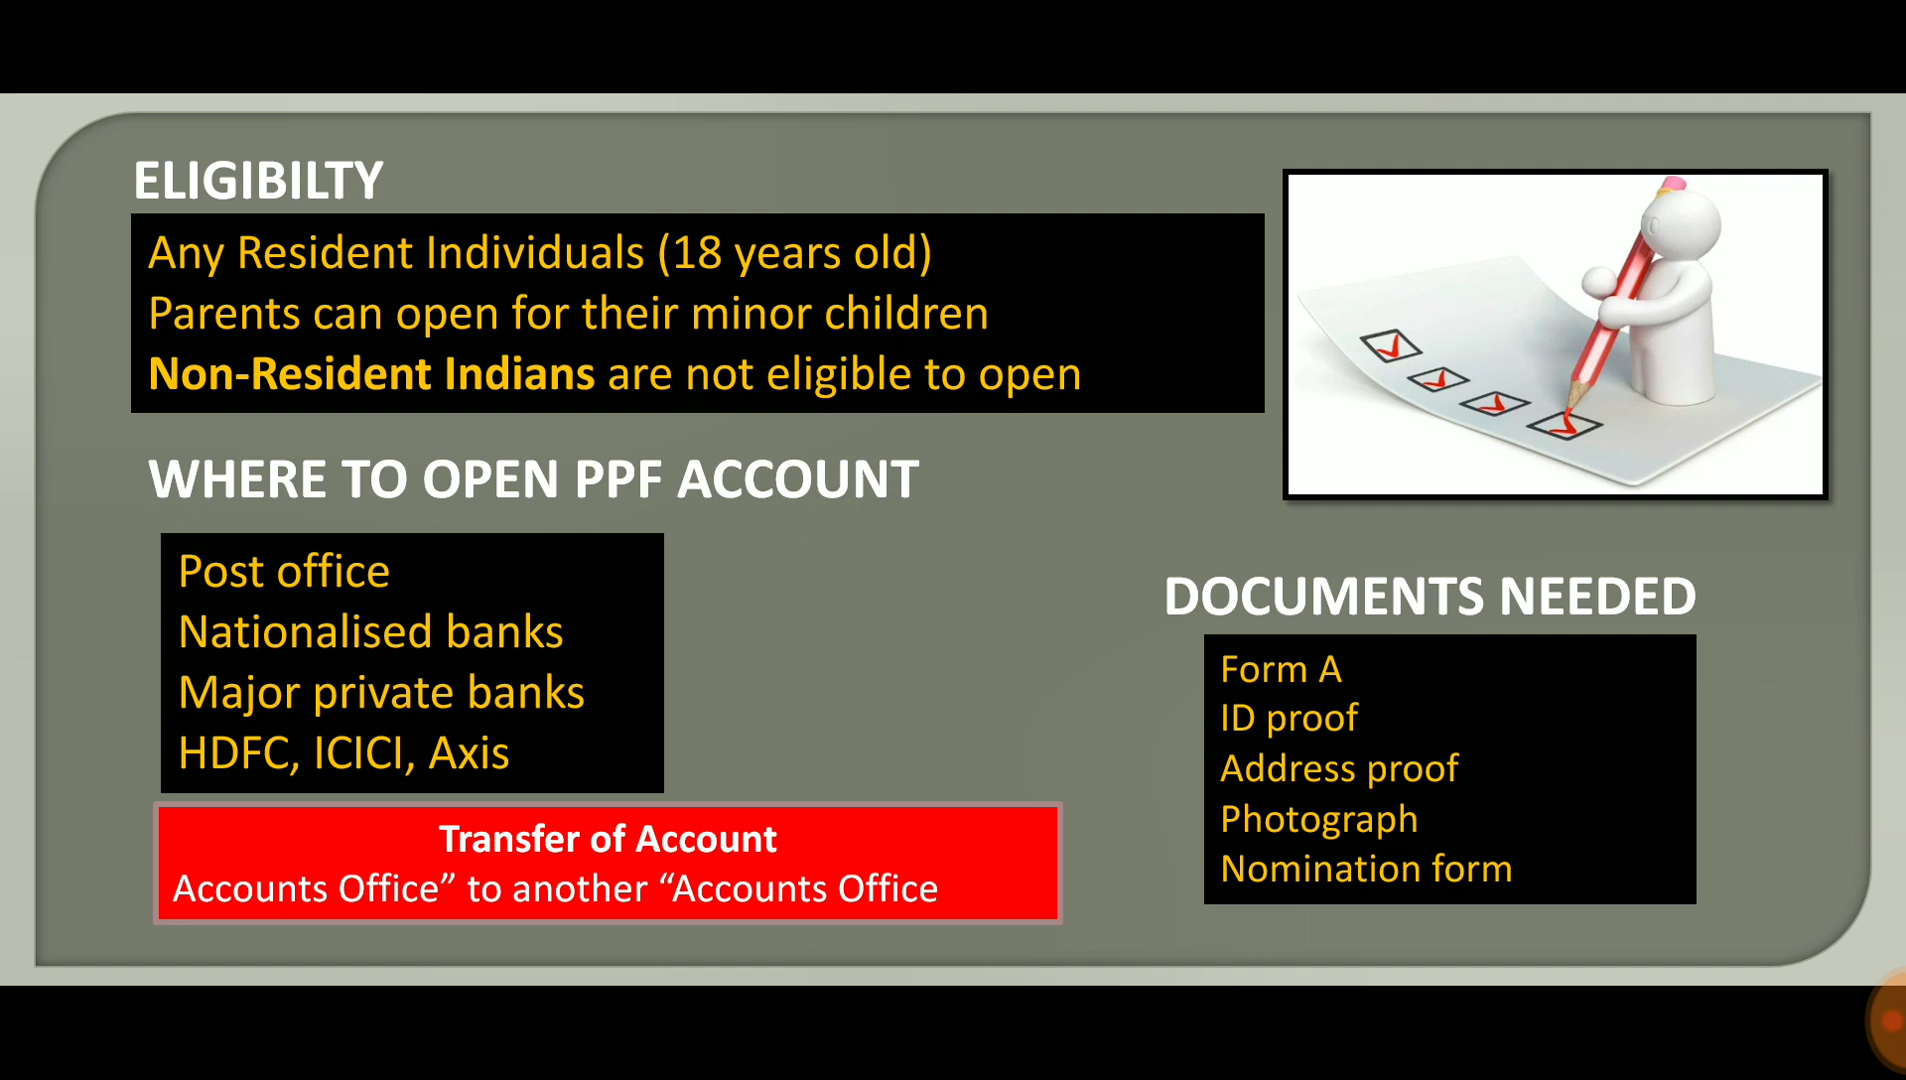 ELIGIBILTY
Any Resident Individuals (18 years old)
Parents can open for their minor children
Non-Resident Indians are not eligible to open
WHERE TO OPEN PPF ACCOUNT
Post office
Nationalised banks
Major private banks
HDFC, ICICI, Axis
Transfer of Account
Accounts Office” to another “Accounts Office
DOCUMENTS NEEDED
Form A
ID proof
Address proof
Photograph
Nomination form